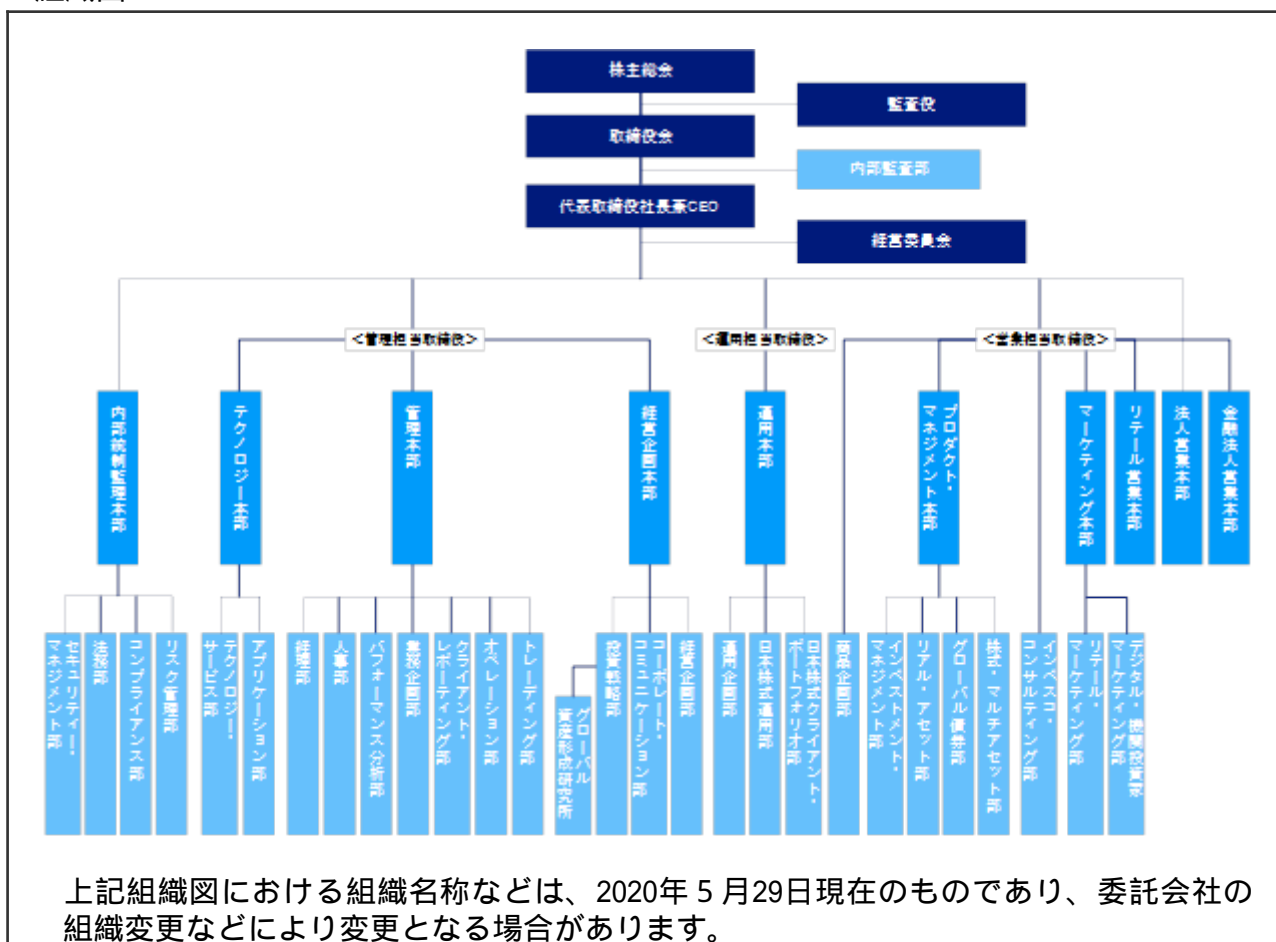 株主総会
監査役
取締役会
内部監査部
代表取締役社長兼CEO
経営委員会
<管理担当取締役>
<運用担当取締役>
<営業担当取締役>
内部統制監理本部
テクノロジー本部
管理本部
経営企画本部
運用本部
プロダクト・
マネジメント本部
マーケティング本部
リテール営業本部
法人営業本部
金融法人営業本部
セキュリティー・
マネジメント部
法務部
コンプライアンス部
リスク管理部
テクノロジー・
サービス部
アプリケーション部
経理部
人事部
パフォーマンス分析部
業務企画部
クライアント・
レポーティング部
オペレーション部
トレーディング部
グローバル
資産形成研究所
投資戦略部
コーポレート・
コミュニケーション部
経営企画部
運用企画部
日本株式運用部
日本株式クライアント・
ポートフォリオ部
商品企画部
インベストメント・
マネジメント部
リアル・アセット部
グローバル債券部
株式・マルチアセット部
インベスコ・
コンサルティング部
リテール・
マーケティング部
デジタル・機関投資家
マーケティング部
上記組織図における組織名称などは、2020年5月29日現在のものであり、委託会社の
組織変更などにより変更となる場合があります。